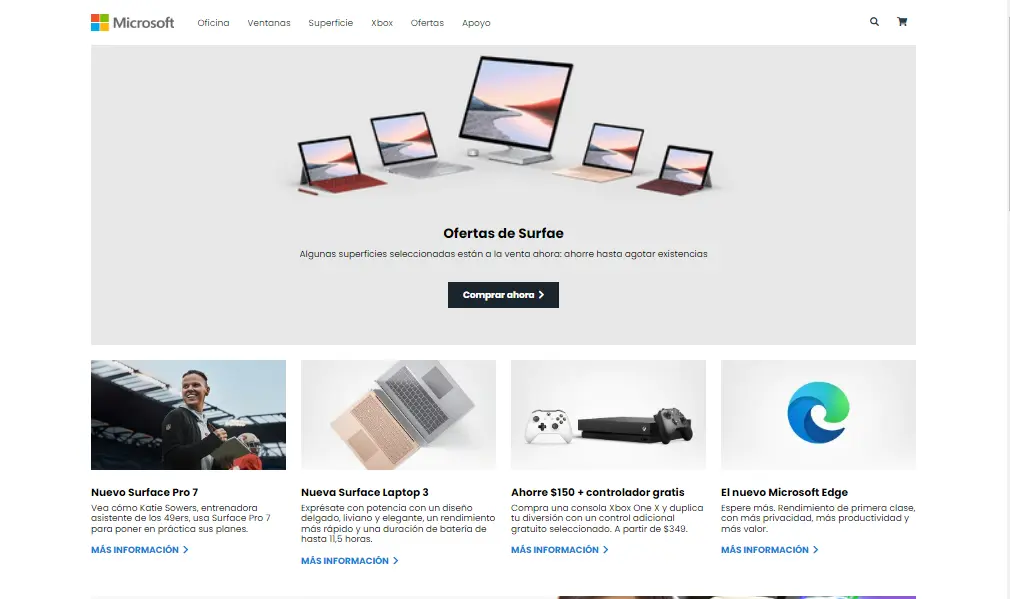 Microsoft
Oficina
Ventanas
Superficie
Xbox
Ofertas
Apoyo
Ofertas de Surfae
Algunas superficies seleccionadas están a la venta ahora: ahorre hasta agotar existencias
Comprar ahora
Nuevo Surface Pro 7
Vea cómo Katie Sowers, entrenadora
asistente de los 49ers, usa Surface Pro 7
para poner en práctica sus planes.
MÁS INFORMACIÓN
Nueva Surface Laptop 3
Exprésate con potencia con un diseño
delgado, liviano y elegante, un rendimiento
más rápido y una duración de batería de
hasta 11,5 horas.
MÁS INFORMACIÓN
Ahorre $150 + controlador gratis
Compra una consola Xbox One X y duplica
tu diversión con un control adicional
gratuito seleccionado. A partir de $349.
MÁS INFORMACIÓN
El nuevo Microsoft Edge
Espere más. Rendimiento de primera clase,
con más privacidad, más productividad y
más valor.
MÁS INFORMACIÓN